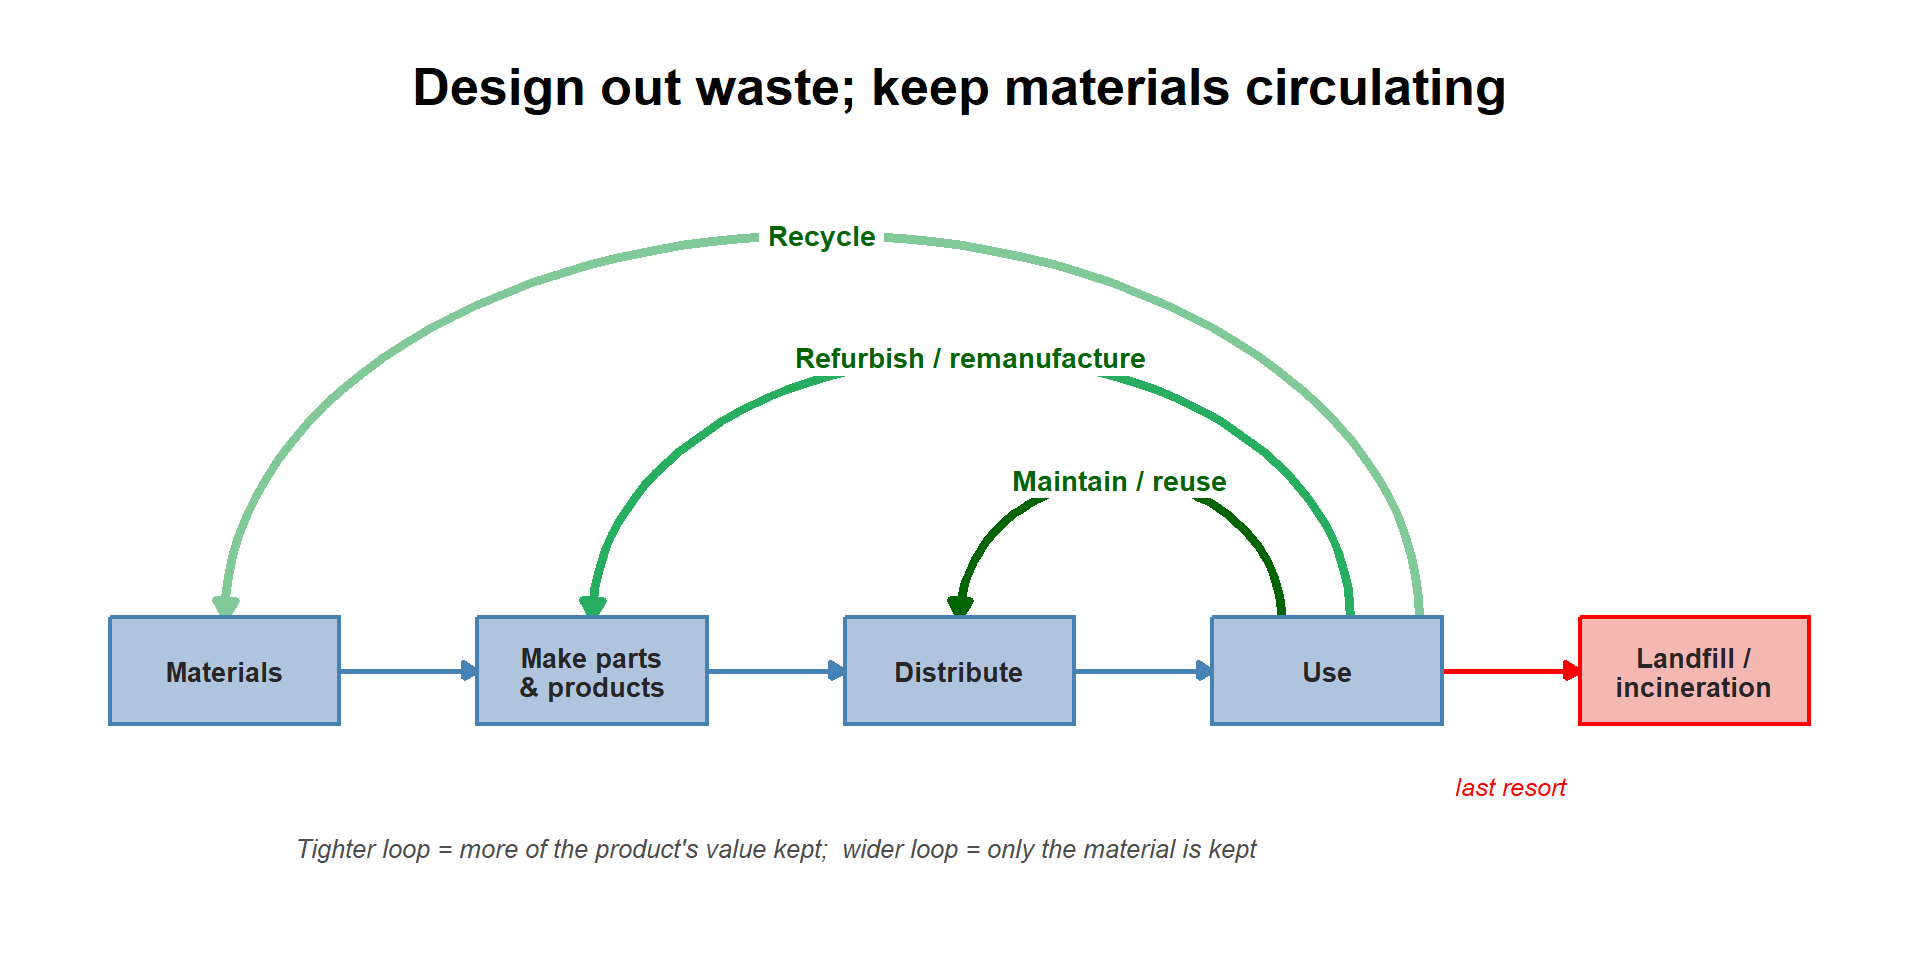 Design out waste; keep materials circulating
Recycle
Refurbish / remanufacture
Maintain / reuse
Materials
Make parts
& products
Distribute
Use
Landfill /
incineration
last resort
Tighter loop = more of the product's value kept;  wider loop = only the material is kept